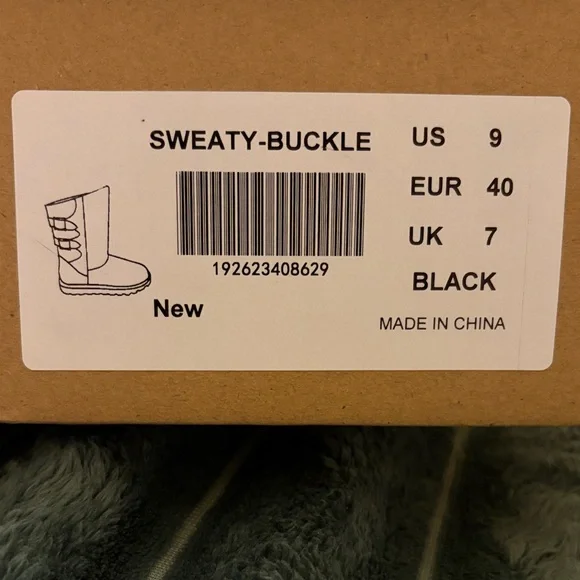 SWEATY-BUCKLE
192623408629
New
US 9
EUR 40
UK 7
BLACK
MADE IN CHINA